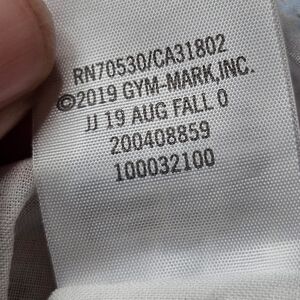 RN70530/CA31802
©2019 GYM-MARK,INC.
JJ 19 AUG FALL 0
200408859
100032100